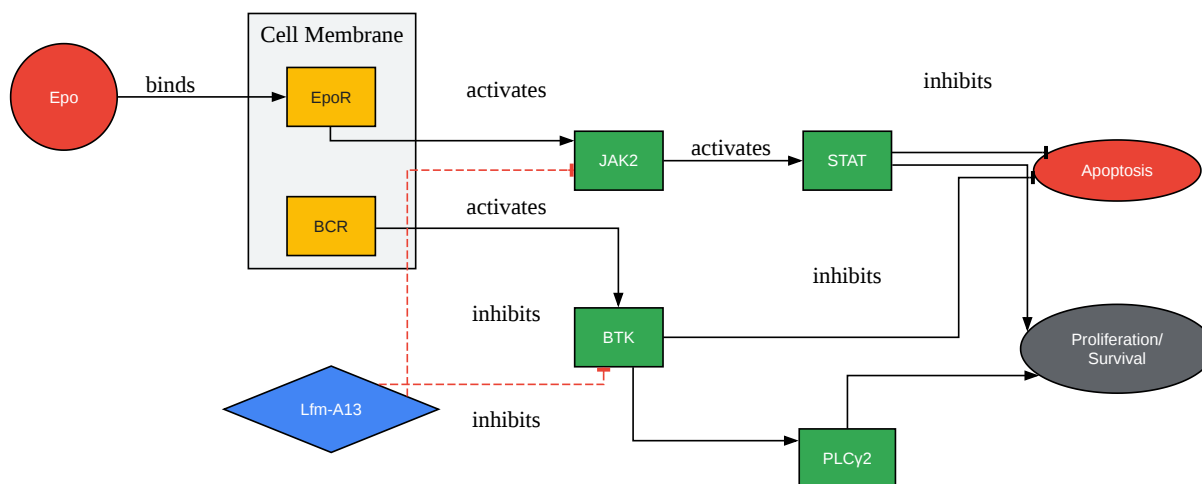 Cell Membrane
Epo
binds
EpoR
activates
inhibits
JAK2
activates
STAT
Apoptosis
BCR
activates
inhibits
inhibits
BTK
Proliferation/
Survival
Lfm-A13
inhibits
PLCγ2